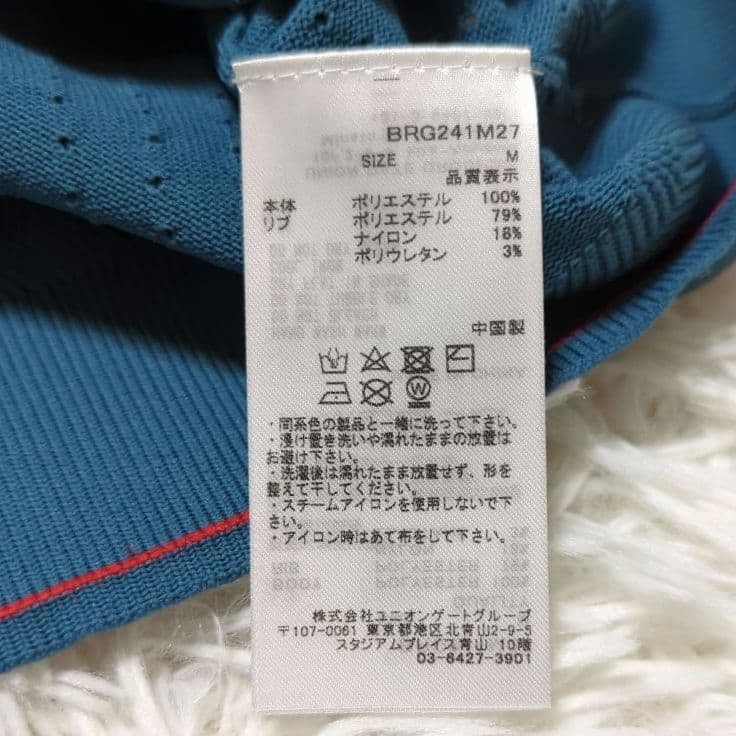 BRG241M27
SIZE M
品質表示
本体 ポリエステル 100%
リブ ポリエステル 79%
ナイロン 18%
ポリウレタン 3%
中国製
W
・同系色の製品と一緒に洗って下さい。
・浸け置き洗いや濡れたままの放置は
お避け下さい。
・洗濯後は濡れたまま放置せず、形を
整えて干してください。
・スチームアイロンを使用しないで下
さい。
・アイロン時はあて布をして下さい。
株式会社ユニオンゲートグループ
〒107-0061 東京都港区北青山2-9-5
スタジアムプレイス青山 10階
03-6427-3901